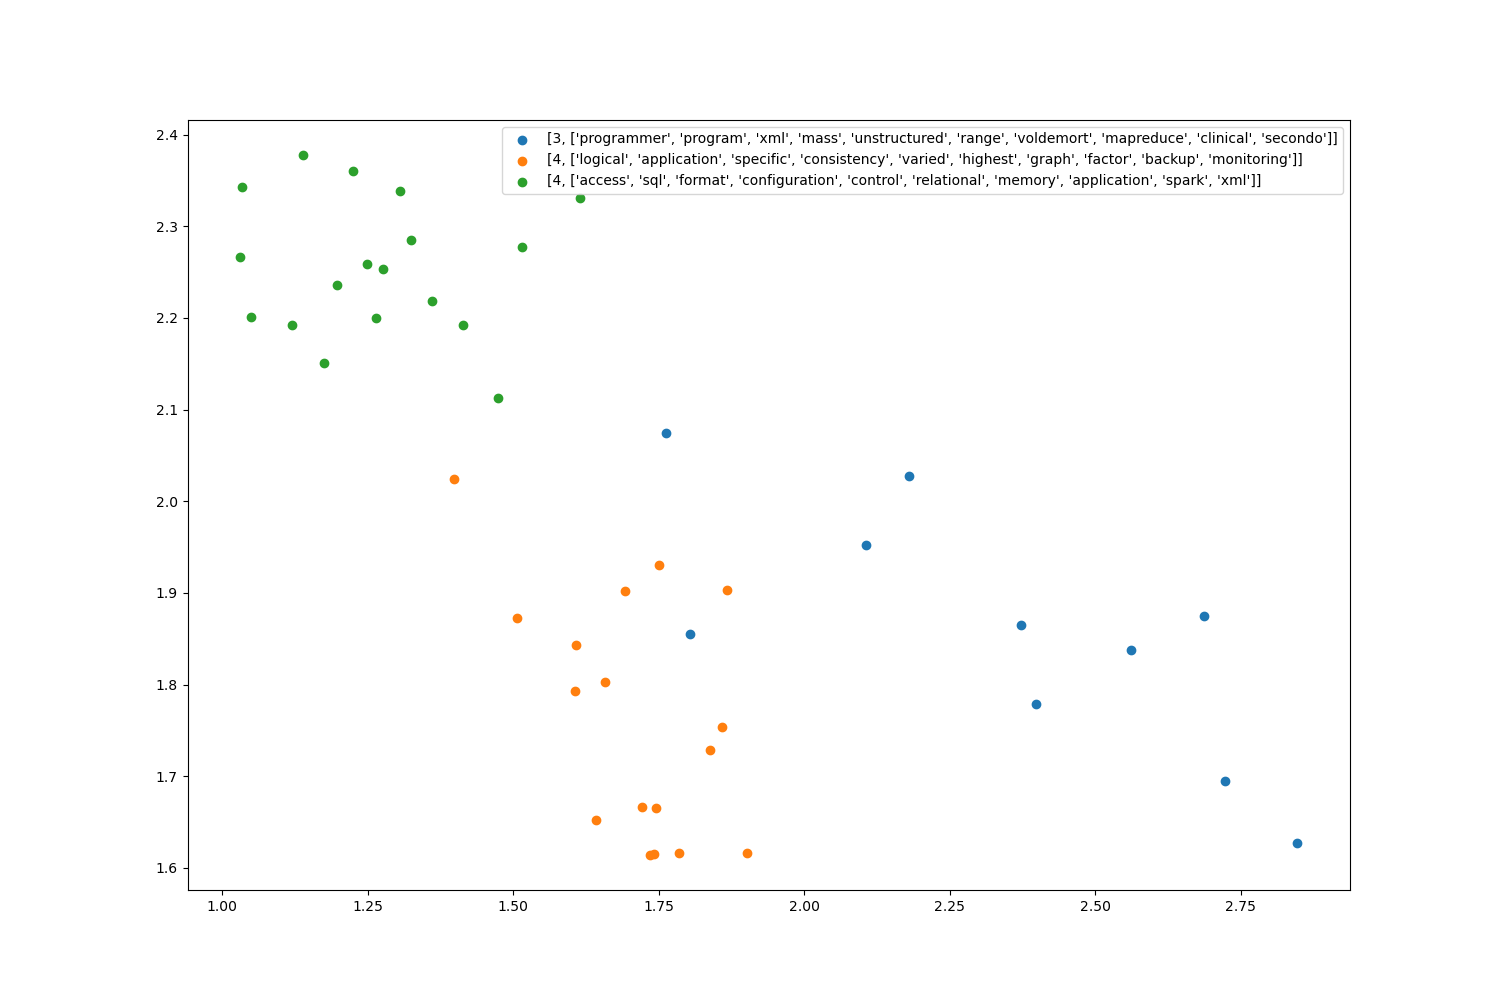 [3, ['programmer', 'program', 'xml', 'mass', 'unstructured', 'range', 'voldemort', 'mapreduce', 'clinical', 'secondo']]
[4, ['logical', 'application', 'specific', 'consistency', 'varied', 'highest', 'graph', 'factor', 'backup', 'monitoring']]
[4, ['access', 'sql', 'format', 'configuration', 'control', 'relational', 'memory', 'application', 'spark', 'xml']]
2.4
2.3
2.2
2.1
2.0
1.9
1.8
1.7
1.6
1.00 1.25 1.50 1.75 2.00 2.25 2.50 2.75